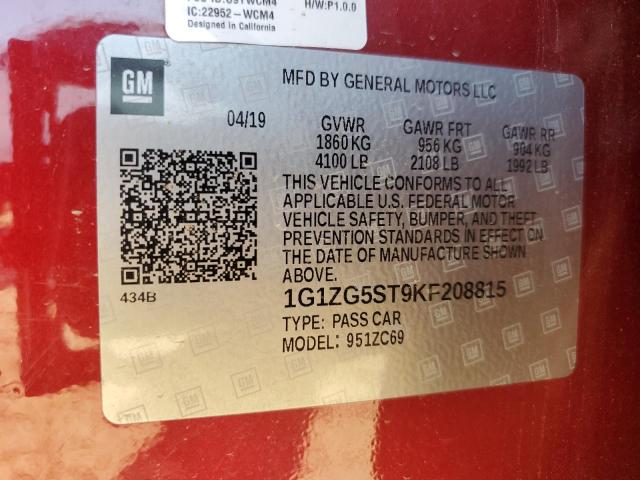 H/W:P1.0.0
IC:22952-WCM4
Designed in California
GM
MFD BY GENERAL MOTORS LLC
04/19
GVWR GAWR FRT GAWR RR
1860 KG 956 KG 904 KG
4100 LB 2108 LB 1992 LB
THIS VEHICLE CONFORMS TO ALL
APPLICABLE U.S. FEDERAL MOTOR
VEHICLE SAFETY, BUMPER, AND THEFT
PREVENTION STANDARDS IN EFFECT ON
THE DATE OF MANUFACTURE SHOWN
ABOVE.
434B
1G1ZG5ST9KF208815
TYPE: PASS CAR
MODEL: 951ZC69